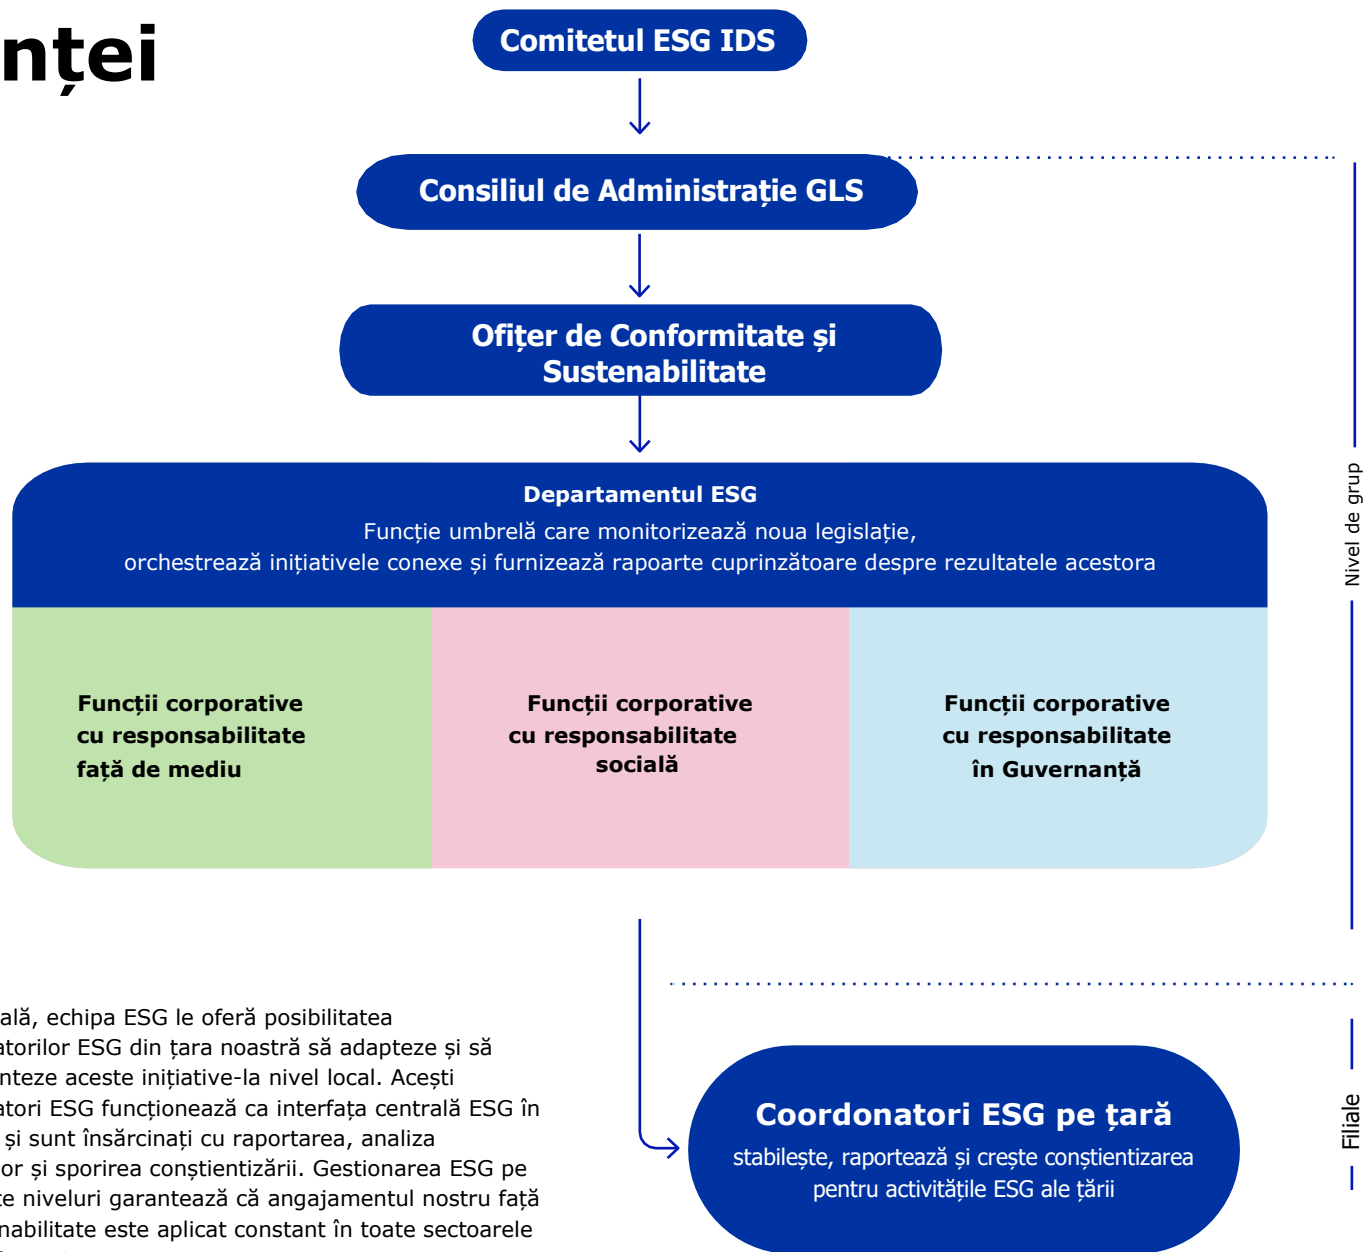 nței
Comitetul ESG IDS
Consiliul de Administrație GLS
Ofițer de Conformitate și
Sustenabilitate
Departamentul ESG
Funcție umbrelă care monitorizează noua legislație,
orchestrează inițiativele conexe și furnizează rapoarte cuprinzătoare despre rezultatele acestora
Funcții corporative
cu responsabilitate
față de mediu
Funcții corporative
cu responsabilitate
socială
Funcții corporative
cu responsabilitate
în Guvernanță
Nivel de grup
ală, echipa ESG le oferă posibilitatea
atorilor ESG din țara noastră să adapteze și să
nteze aceste inițiative-la nivel local. Acești
atori ESG funcționează ca interfața centrală ESG în
și sunt însărcinați cu raportarea, analiza
or și sporirea conștientizării. Gestionarea ESG pe
te niveluri garantează că angajamentul nostru față
nabilitate este aplicat constant în toate sectoarele
Coordonatori ESG pe țară
stabilește, raportează și crește conștientizarea
pentru activitățile ESG ale țării
Filiale